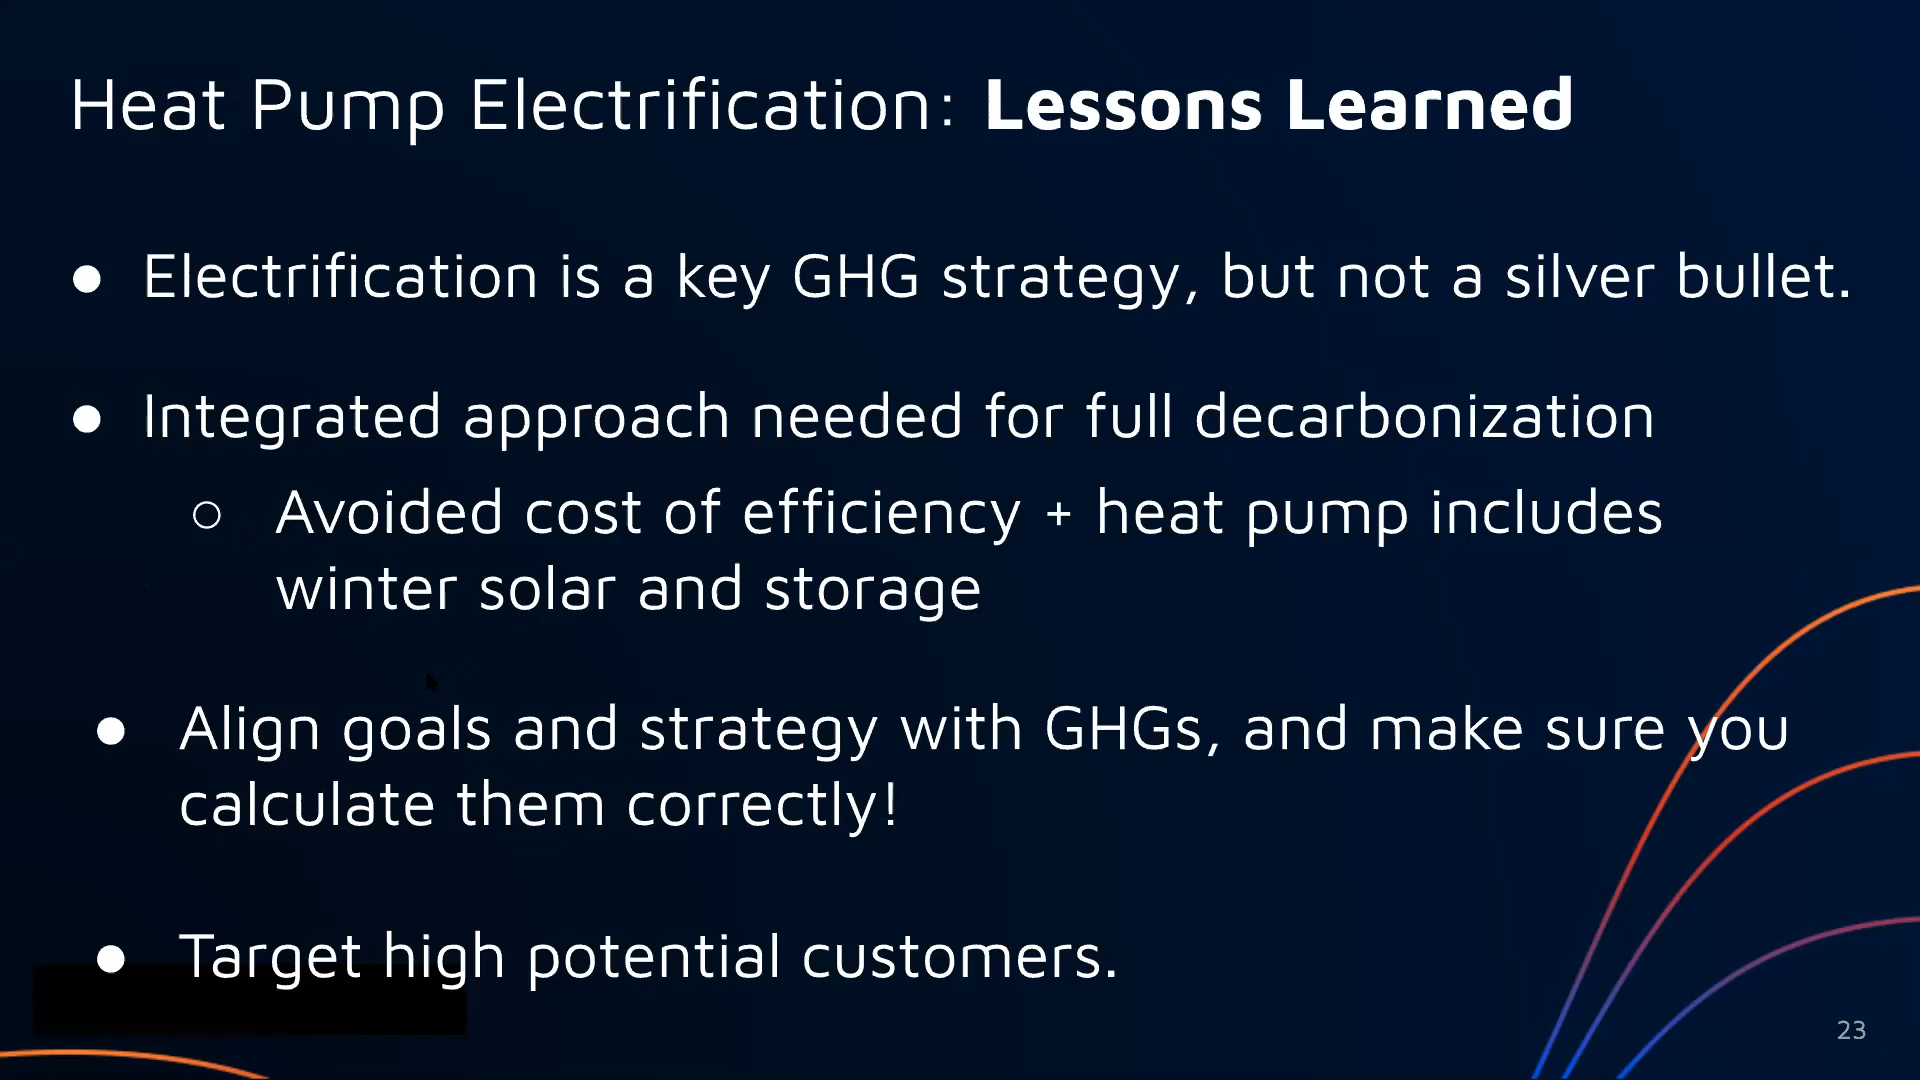 Heat Pump Electrification: Lessons Learned
● Electrification is a key GHG strategy, but not a silver bullet.
● Integrated approach needed for full decarbonization
○ Avoided cost of efficiency + heat pump includes
winter solar and storage
● Align goals and strategy with GHGs, and make sure you
calculate them correctly!
● Target high potential customers.
23